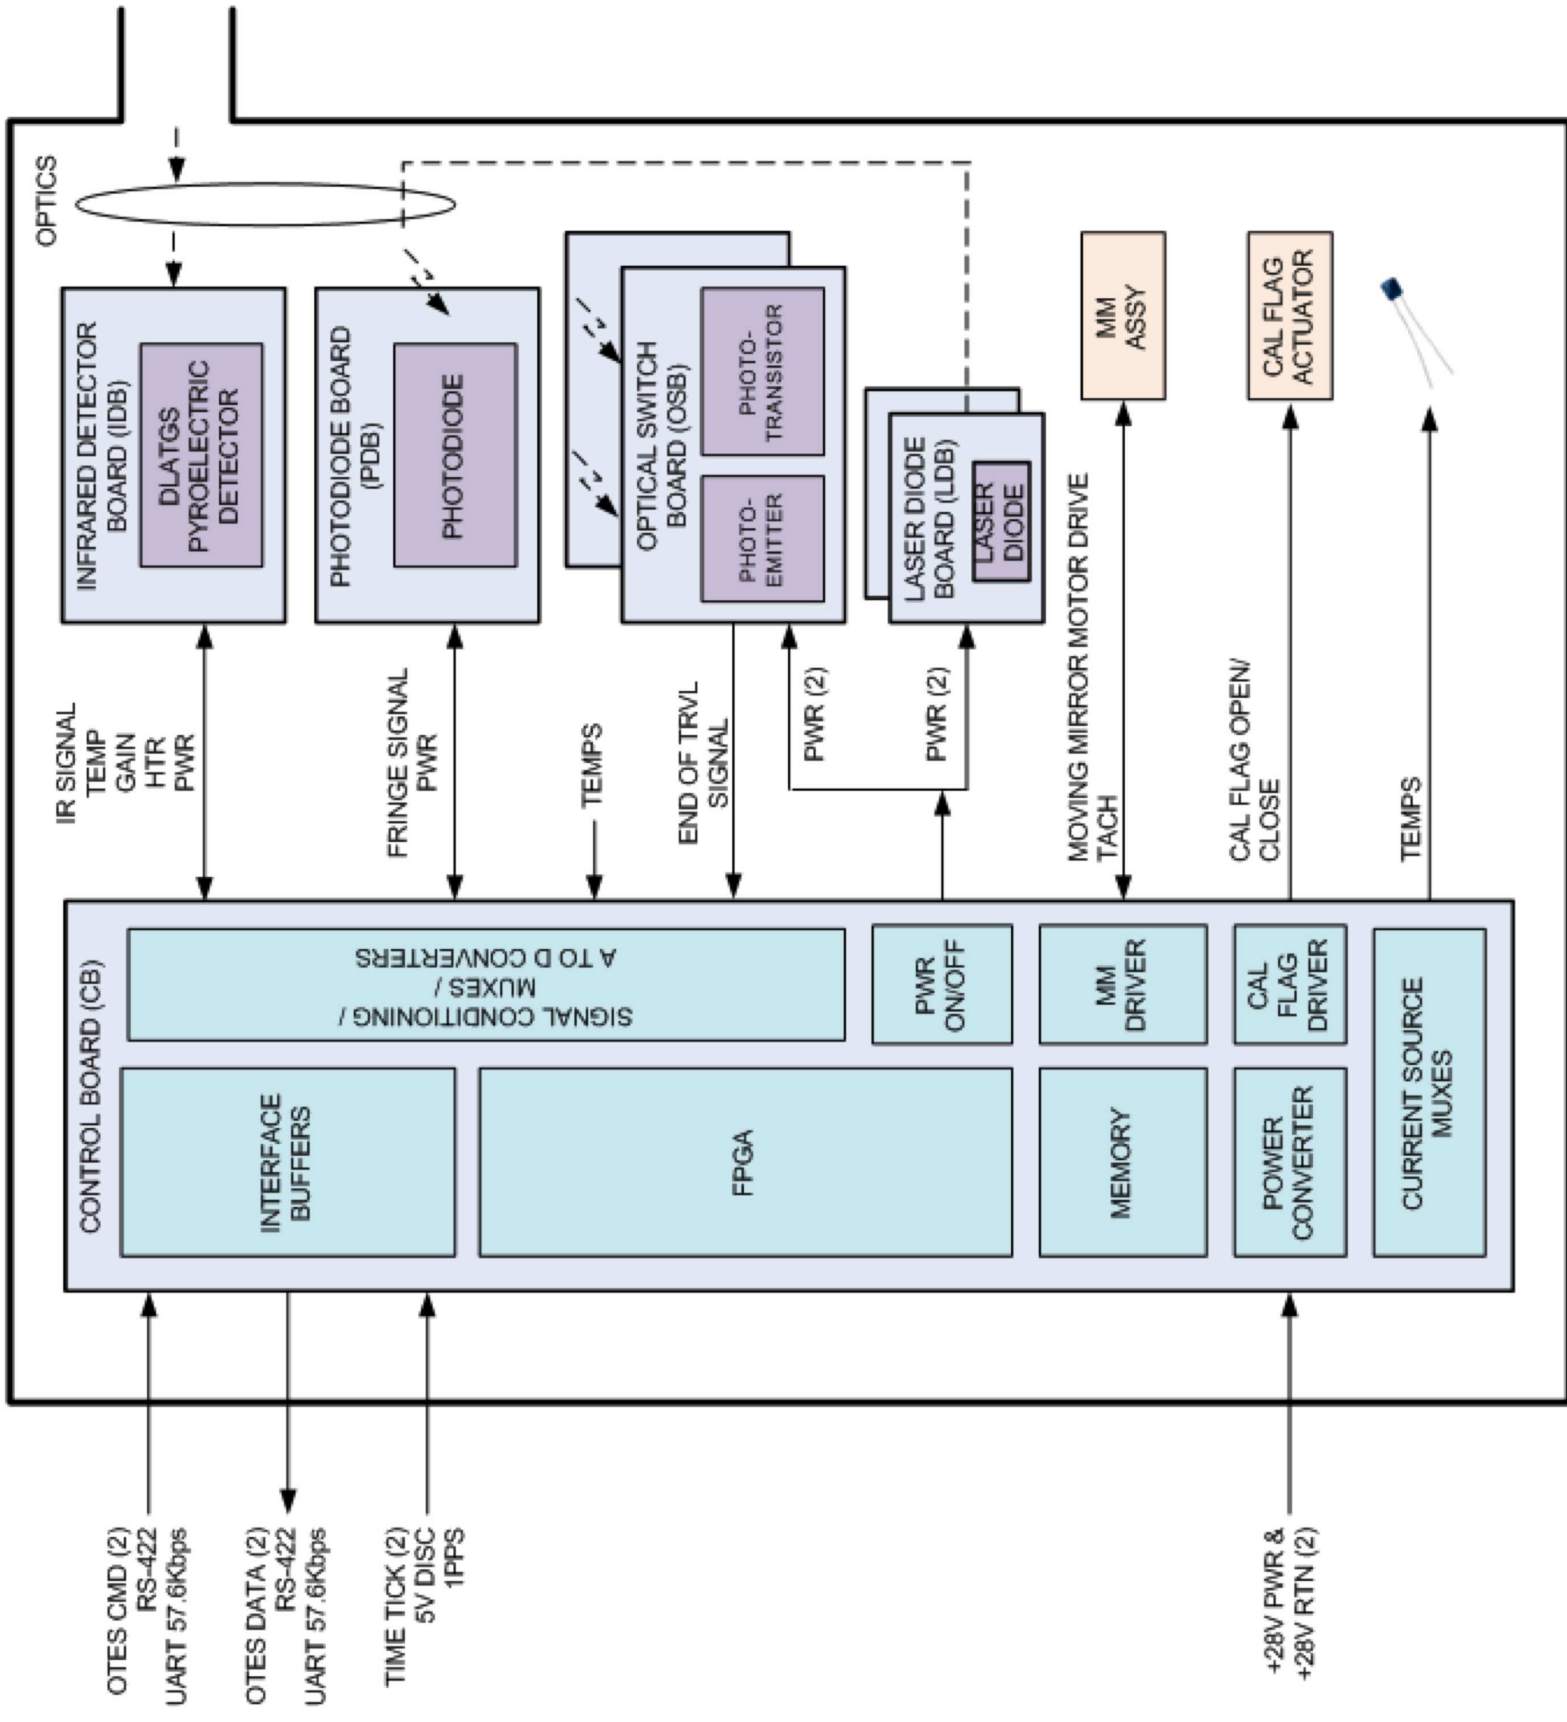 OTES CMD (2)
RS-422
UART 57.6Kbps
OTES DATA (2)
RS-422
UART 57.6Kbps
TIME TICK (2)
5V DISC
1PPS
+28V PWR &
+28V RTN (2)
CONTROL BOARD (CB)
INTERFACE
BUFFERS
FPGA
MEMORY
POWER
CONVERTER
CURRENT SOURCE
MUXES
SIGNAL CONDITIONING /
MUXES /
A TO D CONVERTERS
PWR
ON/OFF
MM
DRIVER
CAL
FLAG
DRIVER
IR SIGNAL
TEMP
GAIN
HTR
PWR
FRINGE SIGNAL
PWR
TEMPS
END OF TRVL
SIGNAL
PWR (2)
PWR (2)
MOVING MIRROR MOTOR DRIVE
TACH
CAL FLAG OPEN/
CLOSE
TEMPS
INFRARED DETECTOR
BOARD (IDB)
DLATGS
PYROELECTRIC
DETECTOR
PHOTODIODE BOARD
(PDB)
PHOTODIODE
OPTICAL SWITCH
BOARD (OSB)
PHOTO-
EMITTER
PHOTO-
TRANSISTOR
LASER DIODE
BOARD (LDB)
LASER
DIODE
MM
ASSY
CAL FLAG
ACTUATOR
OPTICS